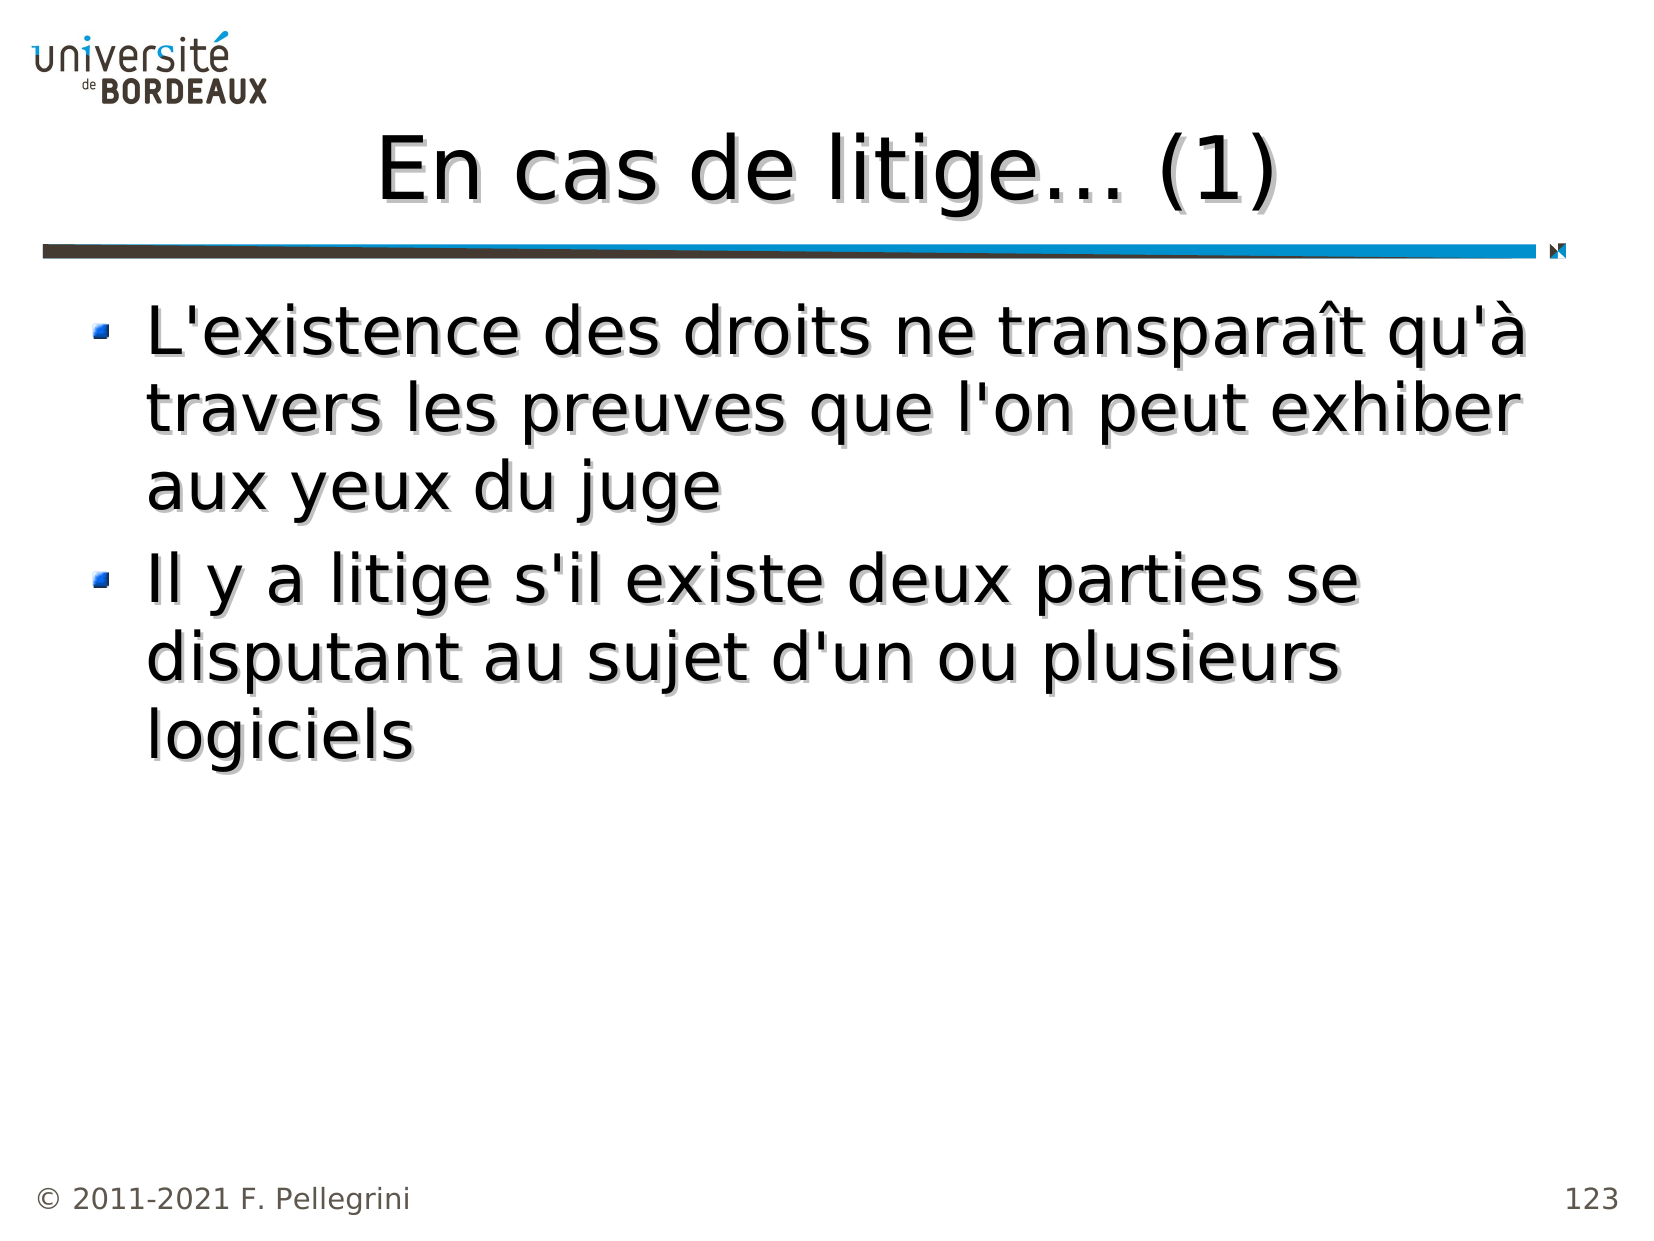 université
de BORDEAUX
En cas de litige... (1)
L'existence des droits ne transparaît qu'à
travers les preuves que l'on peut exhiber
aux yeux du juge
Il y a litige s'il existe deux parties se
disputant au sujet d'un ou plusieurs
logiciels
© 2011-2021 F. Pellegrini
123